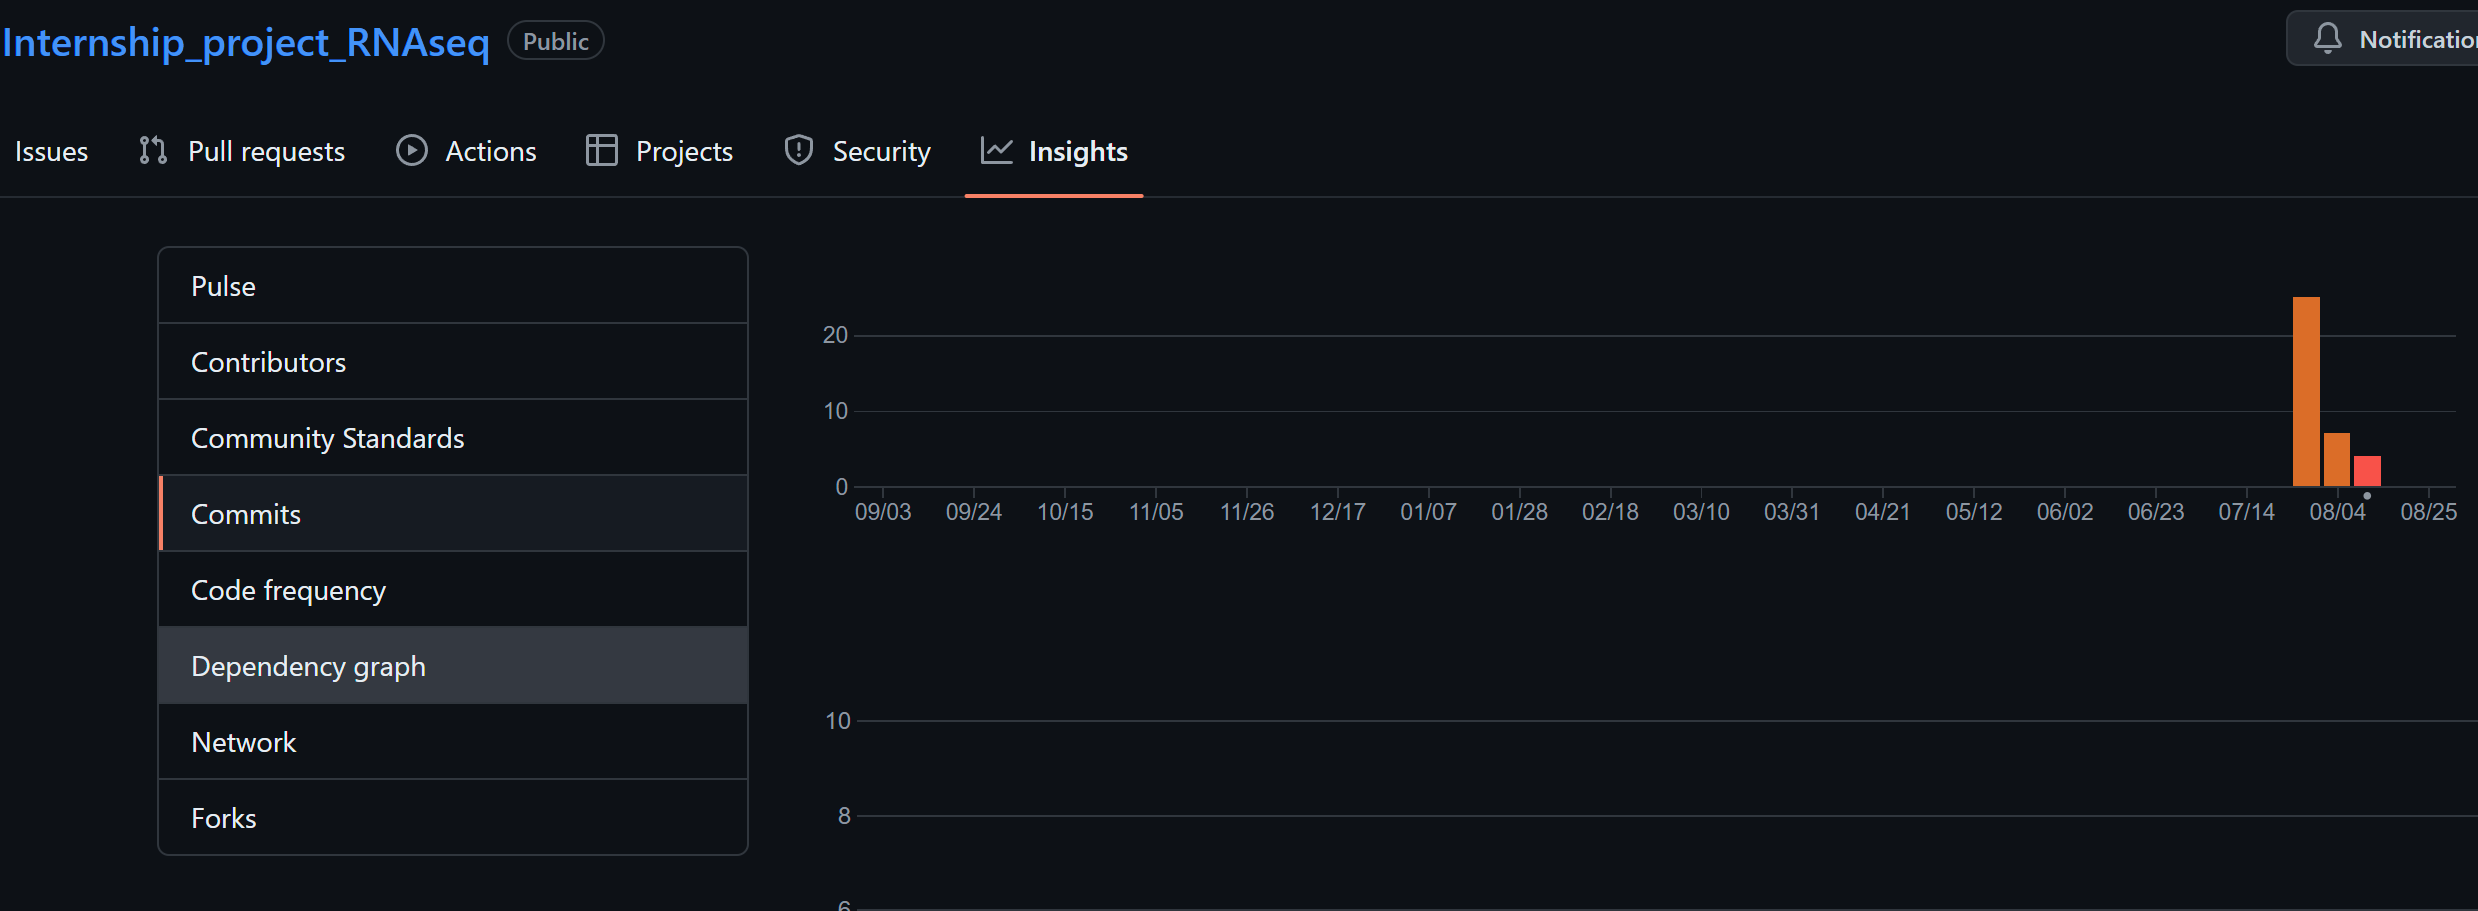 Internship_project_RNAseq Public Notification
Issues Pull requests Actions Projects Security Insights
Pulse
Contributors
Community Standards
Commits
Code frequency
Dependency graph
Network
Forks
20
10
0
09/03 09/24 10/15 11/05 11/26 12/17 01/07 01/28 02/18 03/10 03/31 04/21 05/12 06/02 06/23 07/14 08/04 08/25
10
8
6